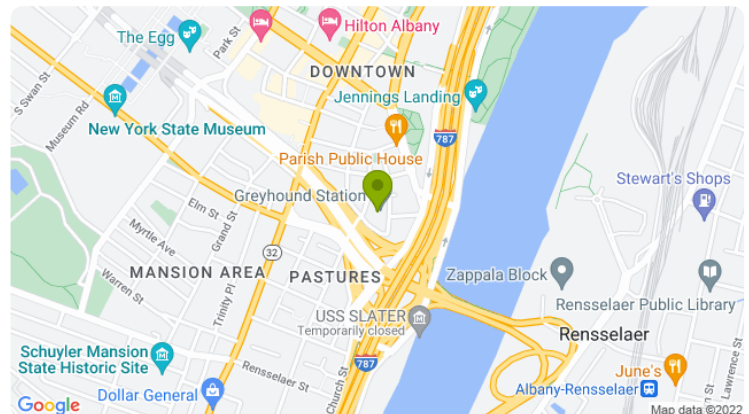 Hilton Albany
The Egg
Park St
DOWNTOWN
S Swan St
Museum Rd
Jennings Landing
New York State Museum
787
Parish Public House
Stewart's Shops
Greyhound Station
Elm St
Grand St
Myrtle Ave
32
MANSION AREA
PASTURES
Zappala Block
Warren St
Trinity Pl
Rensselaer Public Library
USS SLATER
Temporarily closed
Rensselaer
Schuyler Mansion
State Historic Site
Rensselaer St
787
Church St
June's
Lawrence St
Dollar General
Albany-Rensselaer
Google
Map data ©2022